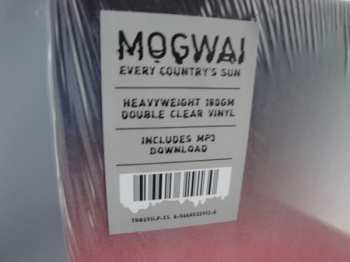 MOGWAI
EVERY COUNTRY'S SUN
HEAVYWEIGHT 180GM
DOUBLE CLEAR VINYL
INCLUDES MP3
DOWNLOAD